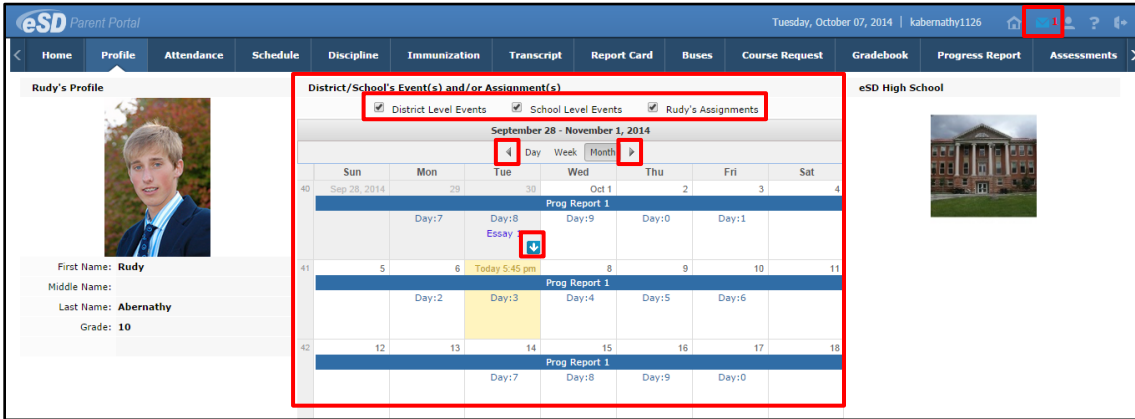 eSD Parent Portal
Tuesday, October 07, 2014 | kabernathy1126 1 ?
Home Profile Attendance Schedule Discipline Immunization Transcript Report Card Buses Course Request Gradebook Progress Report Assessments
Rudy's Profile
District/School's Event(s) and/or Assignment(s)
eSD High School
District Level Events School Level Events Rudy's Assignments
September 28 - November 1, 2014
Day Week Month
Sun Mon Tue Wed Thu Fri Sat
40 Sep 28, 2014 29 30 Oct 1 2 3 4
Prog Report 1
Day:7 Day:8 Day:9 Day:0 Day:1
Essay 1
41 5 6 Today 5:45 pm 8 9 10 11
Prog Report 1
Day:2 Day:3 Day:4 Day:5 Day:6
42 12 13 14 15 16 17 18
Prog Report 1
Day:7 Day:8 Day:9 Day:0
First Name: Rudy
Middle Name:
Last Name: Abernathy
Grade: 10